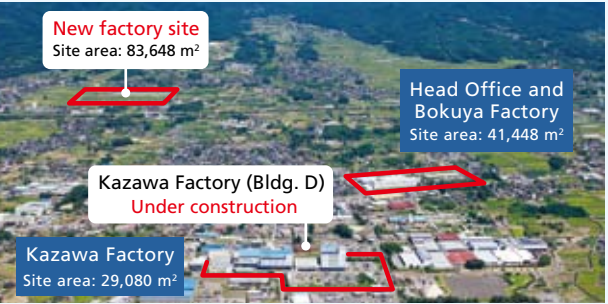 New factory site
Site area: 83,648 m²
Head Office and
Bokuya Factory
Site area: 41,448 m²
Kazawa Factory (Bldg. D)
Under construction
Kazawa Factory
Site area: 29,080 m²